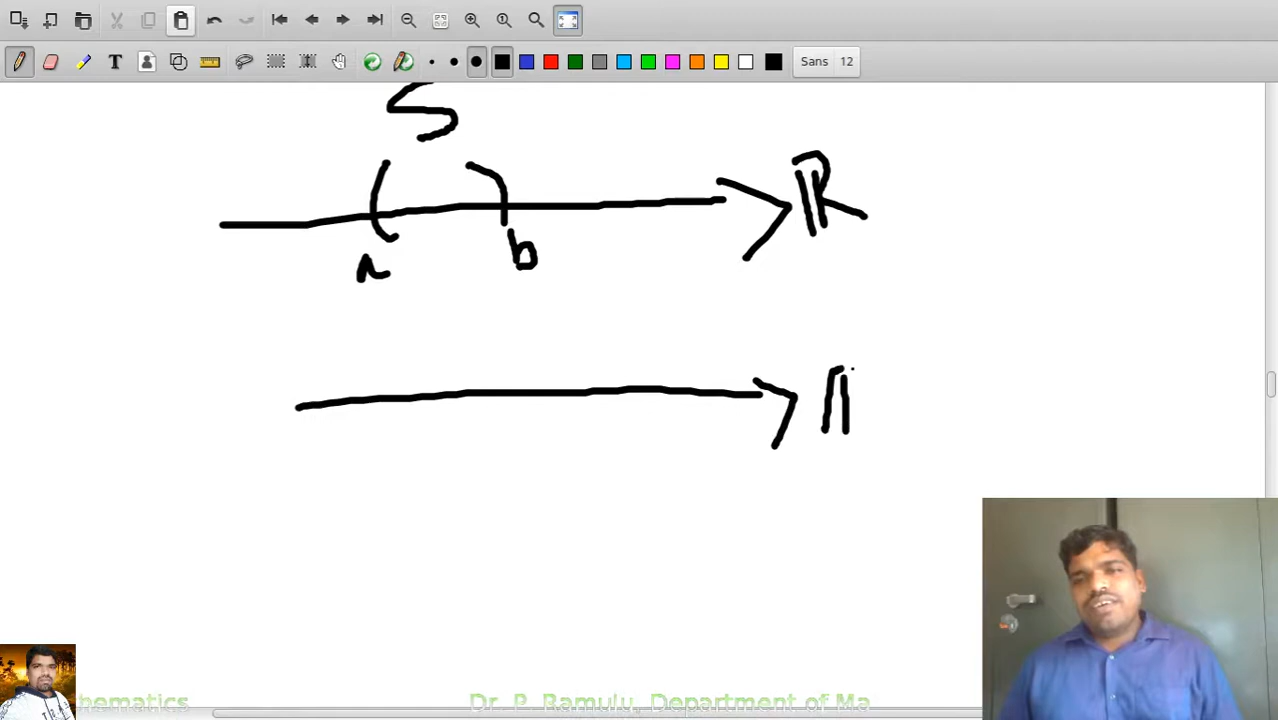 Sans 12
S
ℝ
a b
hematics Dr. P. Ramulu, Department of Ma